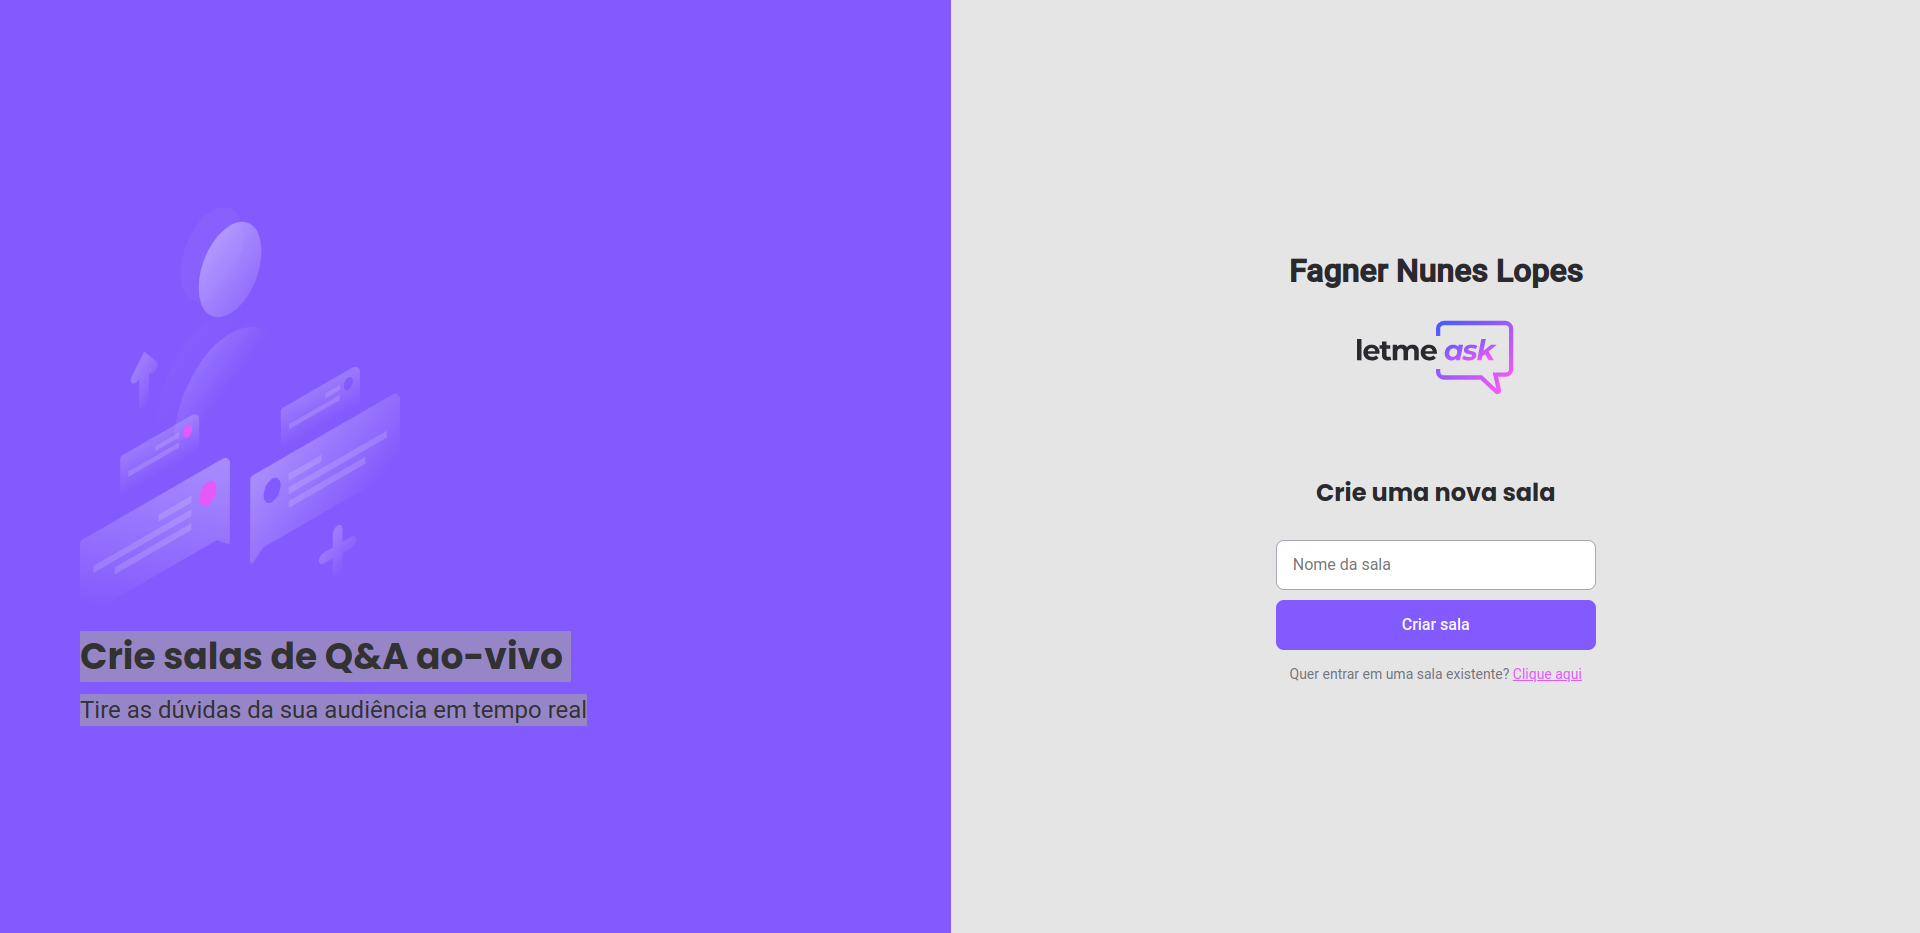 Crie salas de Q&A ao-vivo
Tire as dúvidas da sua audiência em tempo real
Fagner Nunes Lopes
letme ask
Crie uma nova sala
Nome da sala
Criar sala
Quer entrar em uma sala existente? Clique aqui